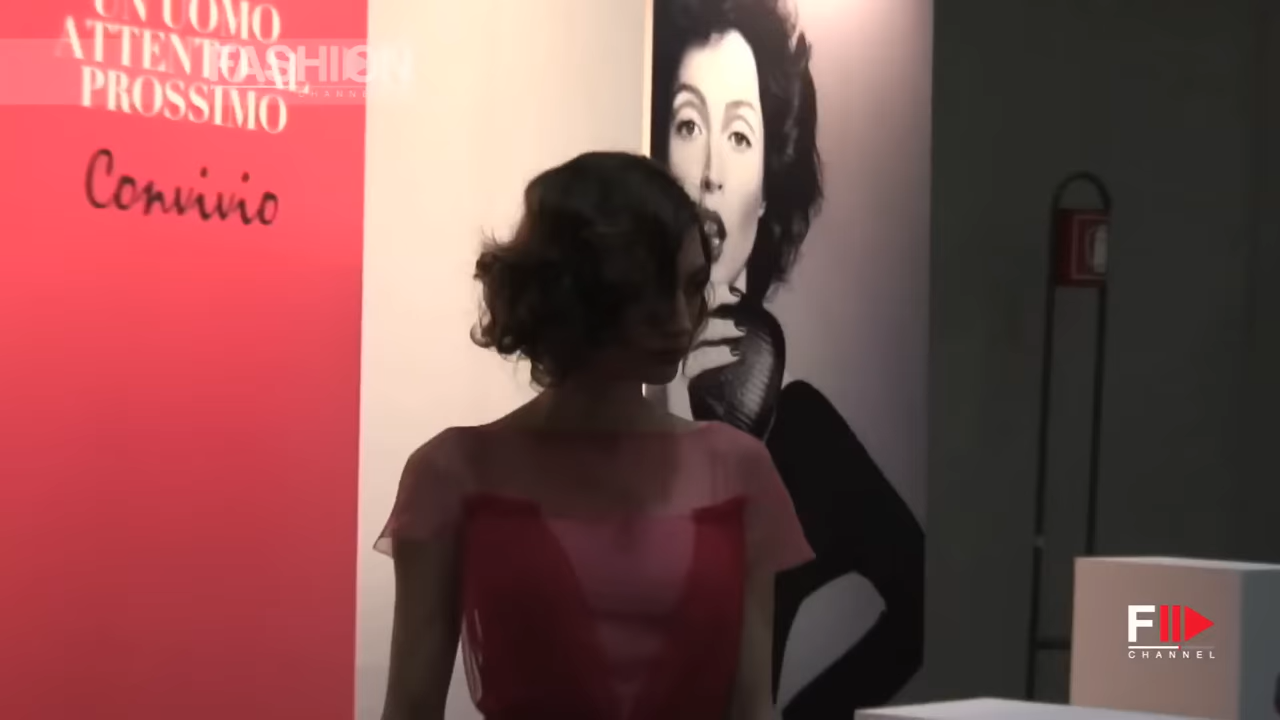 UN UOMO
ATTENTO AL
PROSSIMO
Convivio
FASHION
CHANNEL
F
CHANNEL